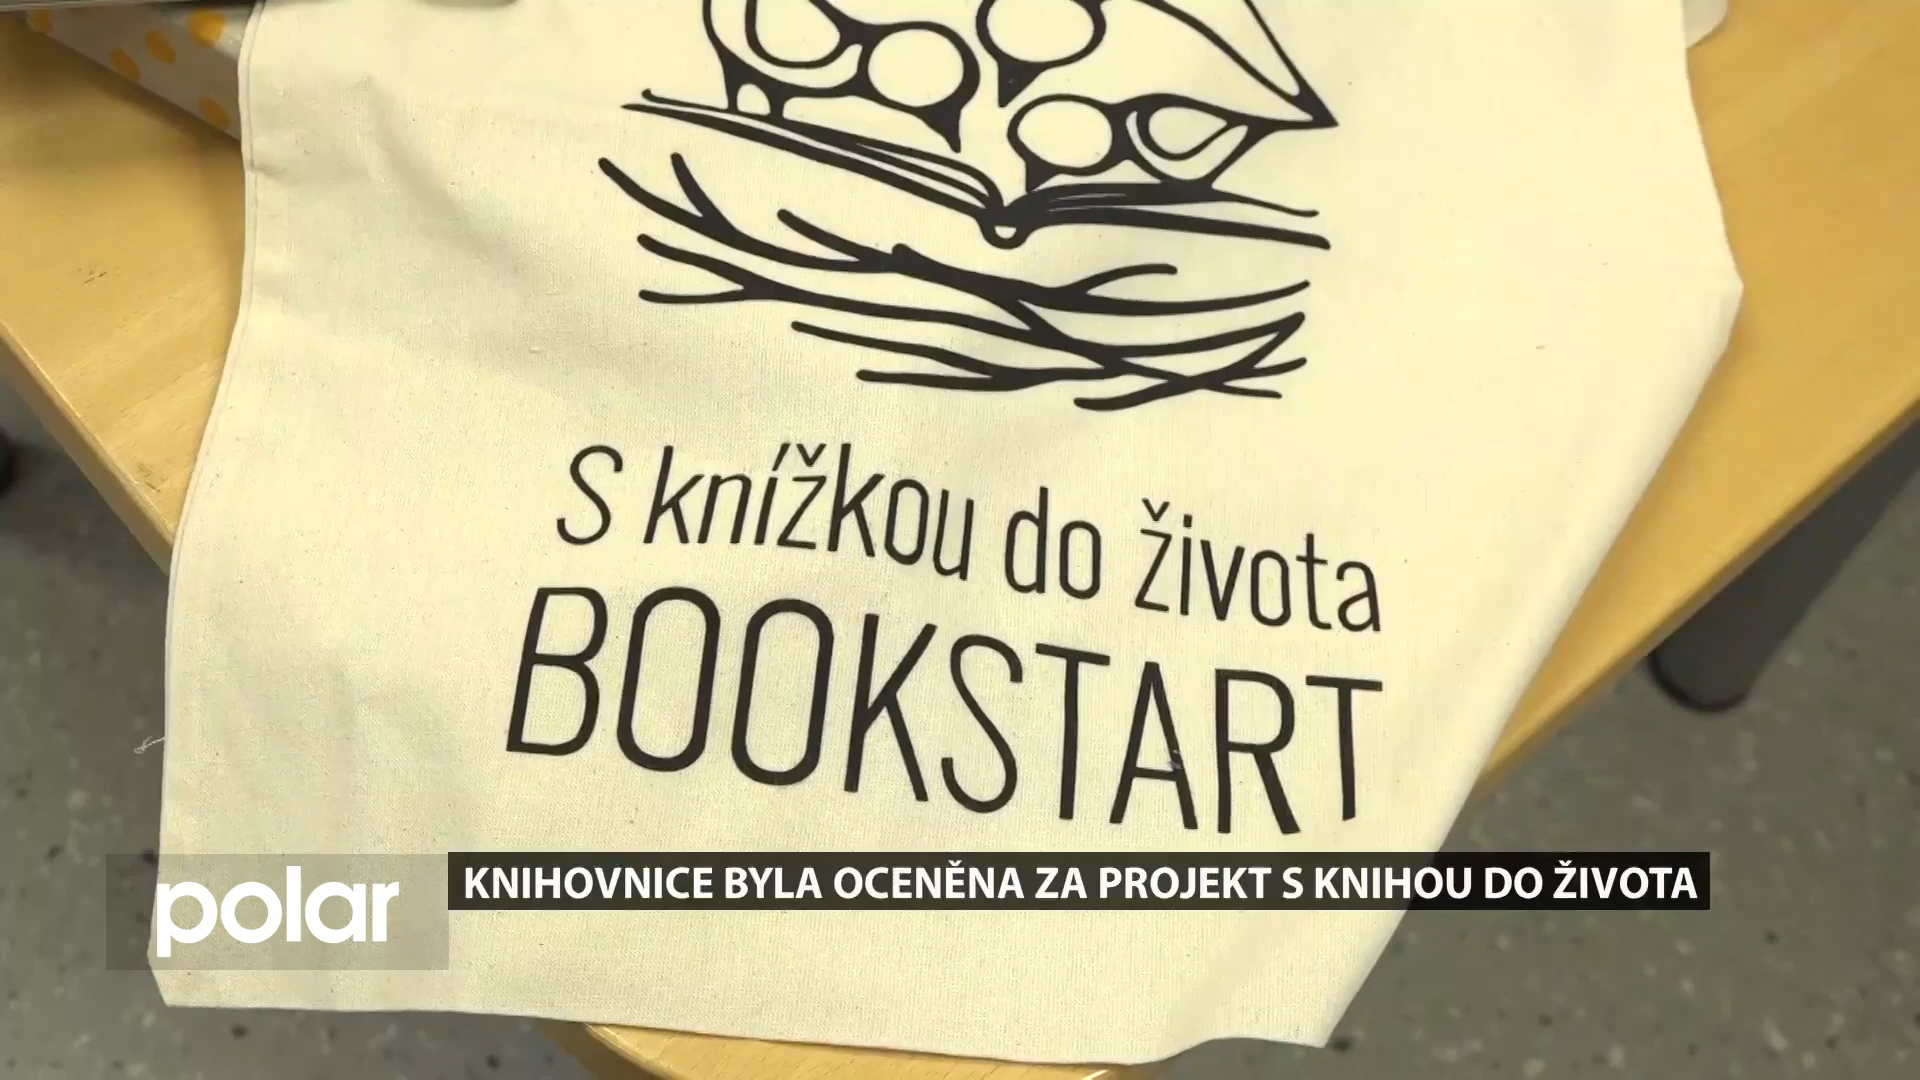 S knížkou do života
BOOKSTART
polar
KNIHOVNICE BYLA OCENĚNA ZA PROJEKT S KNIHOU DO ŽIVOTA